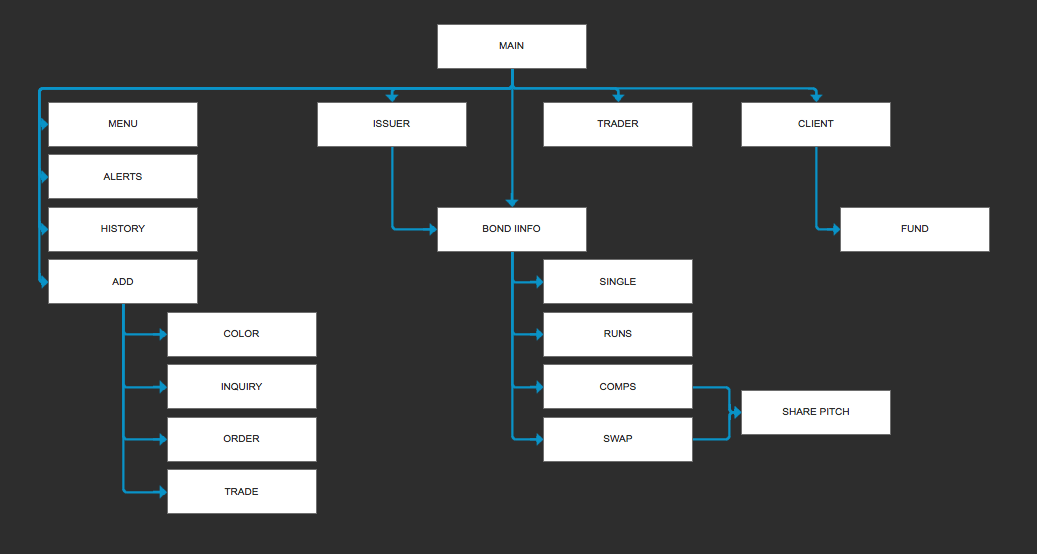 MAIN
MENU
ISSUER
TRADER
CLIENT
ALERTS
HISTORY
BOND IINFO
FUND
ADD
SINGLE
COLOR
RUNS
INQUIRY
COMPS
SHARE PITCH
ORDER
SWAP
TRADE